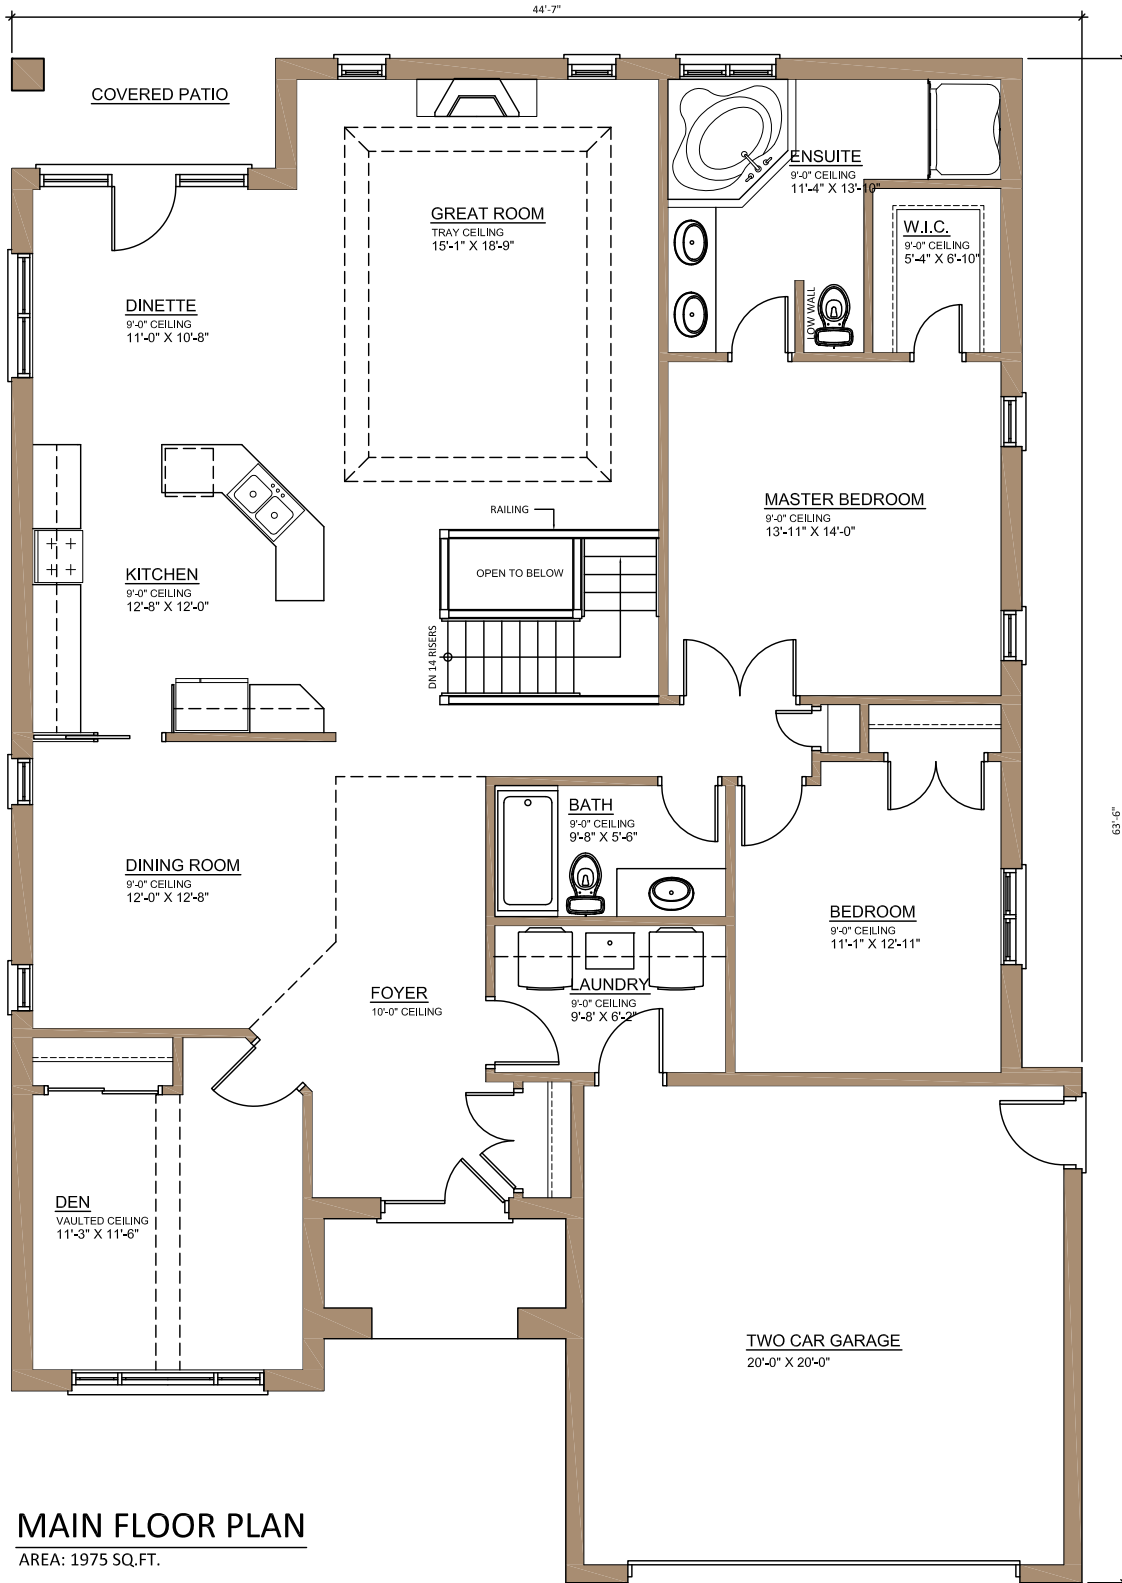 44'-7"
COVERED PATIO
GREAT ROOM
TRAY CEILING
15'-1" X 18'-9"
ENSUITE
9'-0" CEILING
11'-4" X 13'-10"
W.I.C.
9'-0" CEILING
5'-4" X 6'-10"
LOW WALL
DINETTE
9'-0" CEILING
11'-0" X 10'-8"
MASTER BEDROOM
9'-0" CEILING
13'-11" X 14'-0"
RAILING
OPEN TO BELOW
DN 14 RISERS
KITCHEN
9'-0" CEILING
12'-8" X 12'-0"
63'-6"
BATH
9'-0" CEILING
9'-8" X 5'-6"
DINING ROOM
9'-0" CEILING
12'-0" X 12'-8"
BEDROOM
9'-0" CEILING
11'-1" X 12'-11"
LAUNDRY
9'-0" CEILING
9'-8' X 6'-2"
FOYER
10'-0" CEILING
DEN
VAULTED CEILING
11'-3" X 11'-6"
TWO CAR GARAGE
20'-0" X 20'-0"
MAIN FLOOR PLAN
AREA: 1975 SQ.FT.